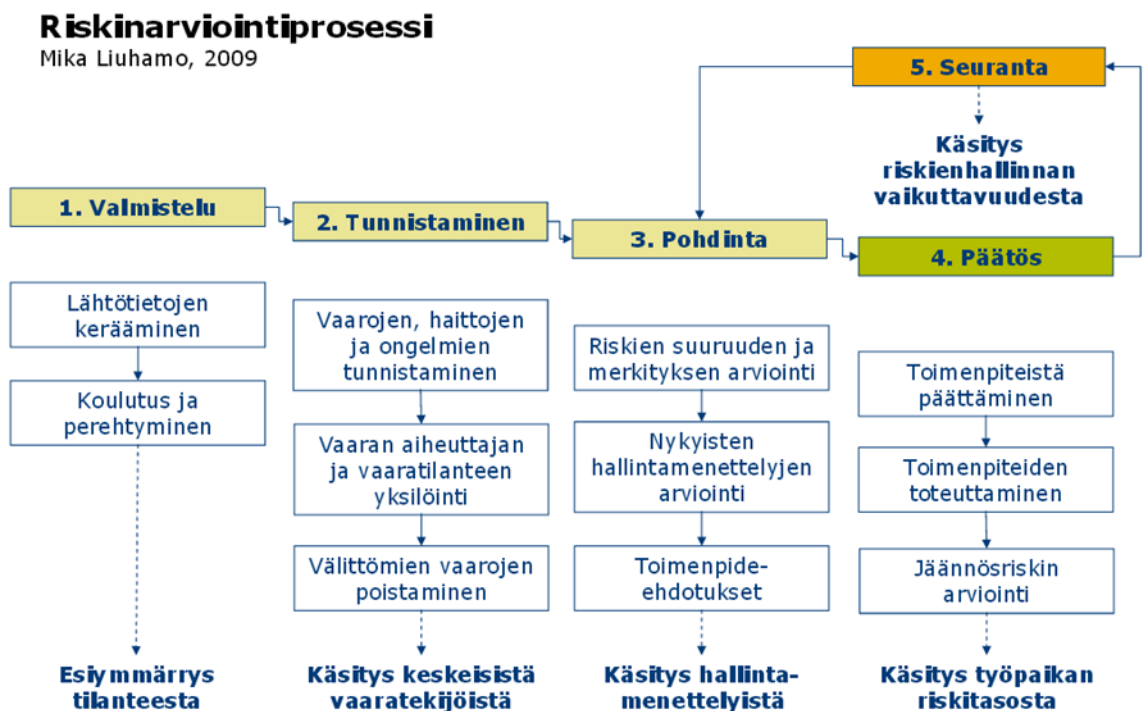 Riskinarviointiprosessi
Mika Liuhamo, 2009
5. Seuranta
Käsitys
riskienhallinnan
vaikuttavuudesta
1. Valmistelu
2. Tunnistaminen
3. Pohdinta
4. Päätös
Lähtötietojen
kerääminen
Koulutus ja
perehtyminen
Esiymmärrys
tilanteesta
Vaarojen, haittojen
ja ongelmien
tunnistaminen
Vaaran aiheuttajan
ja vaaratilanteen
yksilöinti
Välittömien vaarojen
poistaminen
Käsitys keskeisistä
vaaratekijöistä
Riskien suuruuden ja
merkityksen arviointi
Nykyisten
hallintamenettelyjen
arviointi
Toimenpide-
ehdotukset
Käsitys hallinta-
menettelyistä
Toimenpiteistä
päättäminen
Toimenpiteiden
toteuttaminen
Jäännösriskin
arviointi
Käsitys työpaikan
riskitasosta